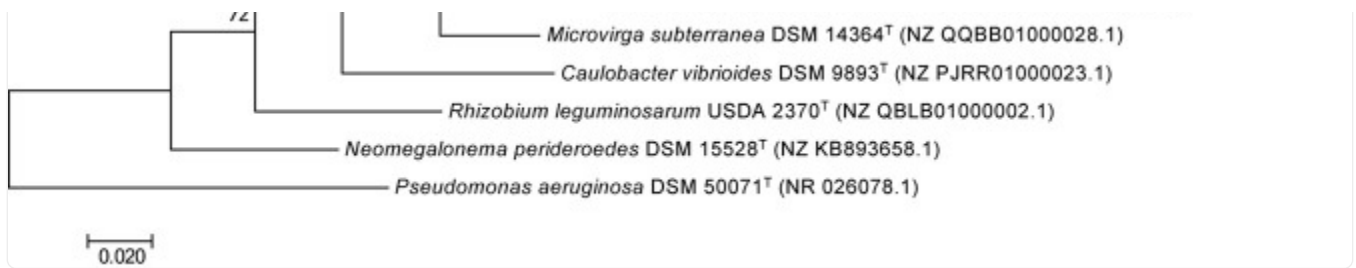 72
Microvirga subterranea DSM 14364ᵀ (NZ QQBB01000028.1)
Caulobacter vibrioides DSM 9893ᵀ (NZ PJRR01000023.1)
Rhizobium leguminosarum USDA 2370ᵀ (NZ QBLB01000002.1)
Neomegalonema perideroedes DSM 15528ᵀ (NZ KB893658.1)
Pseudomonas aeruginosa DSM 50071ᵀ (NR 026078.1)
0.020